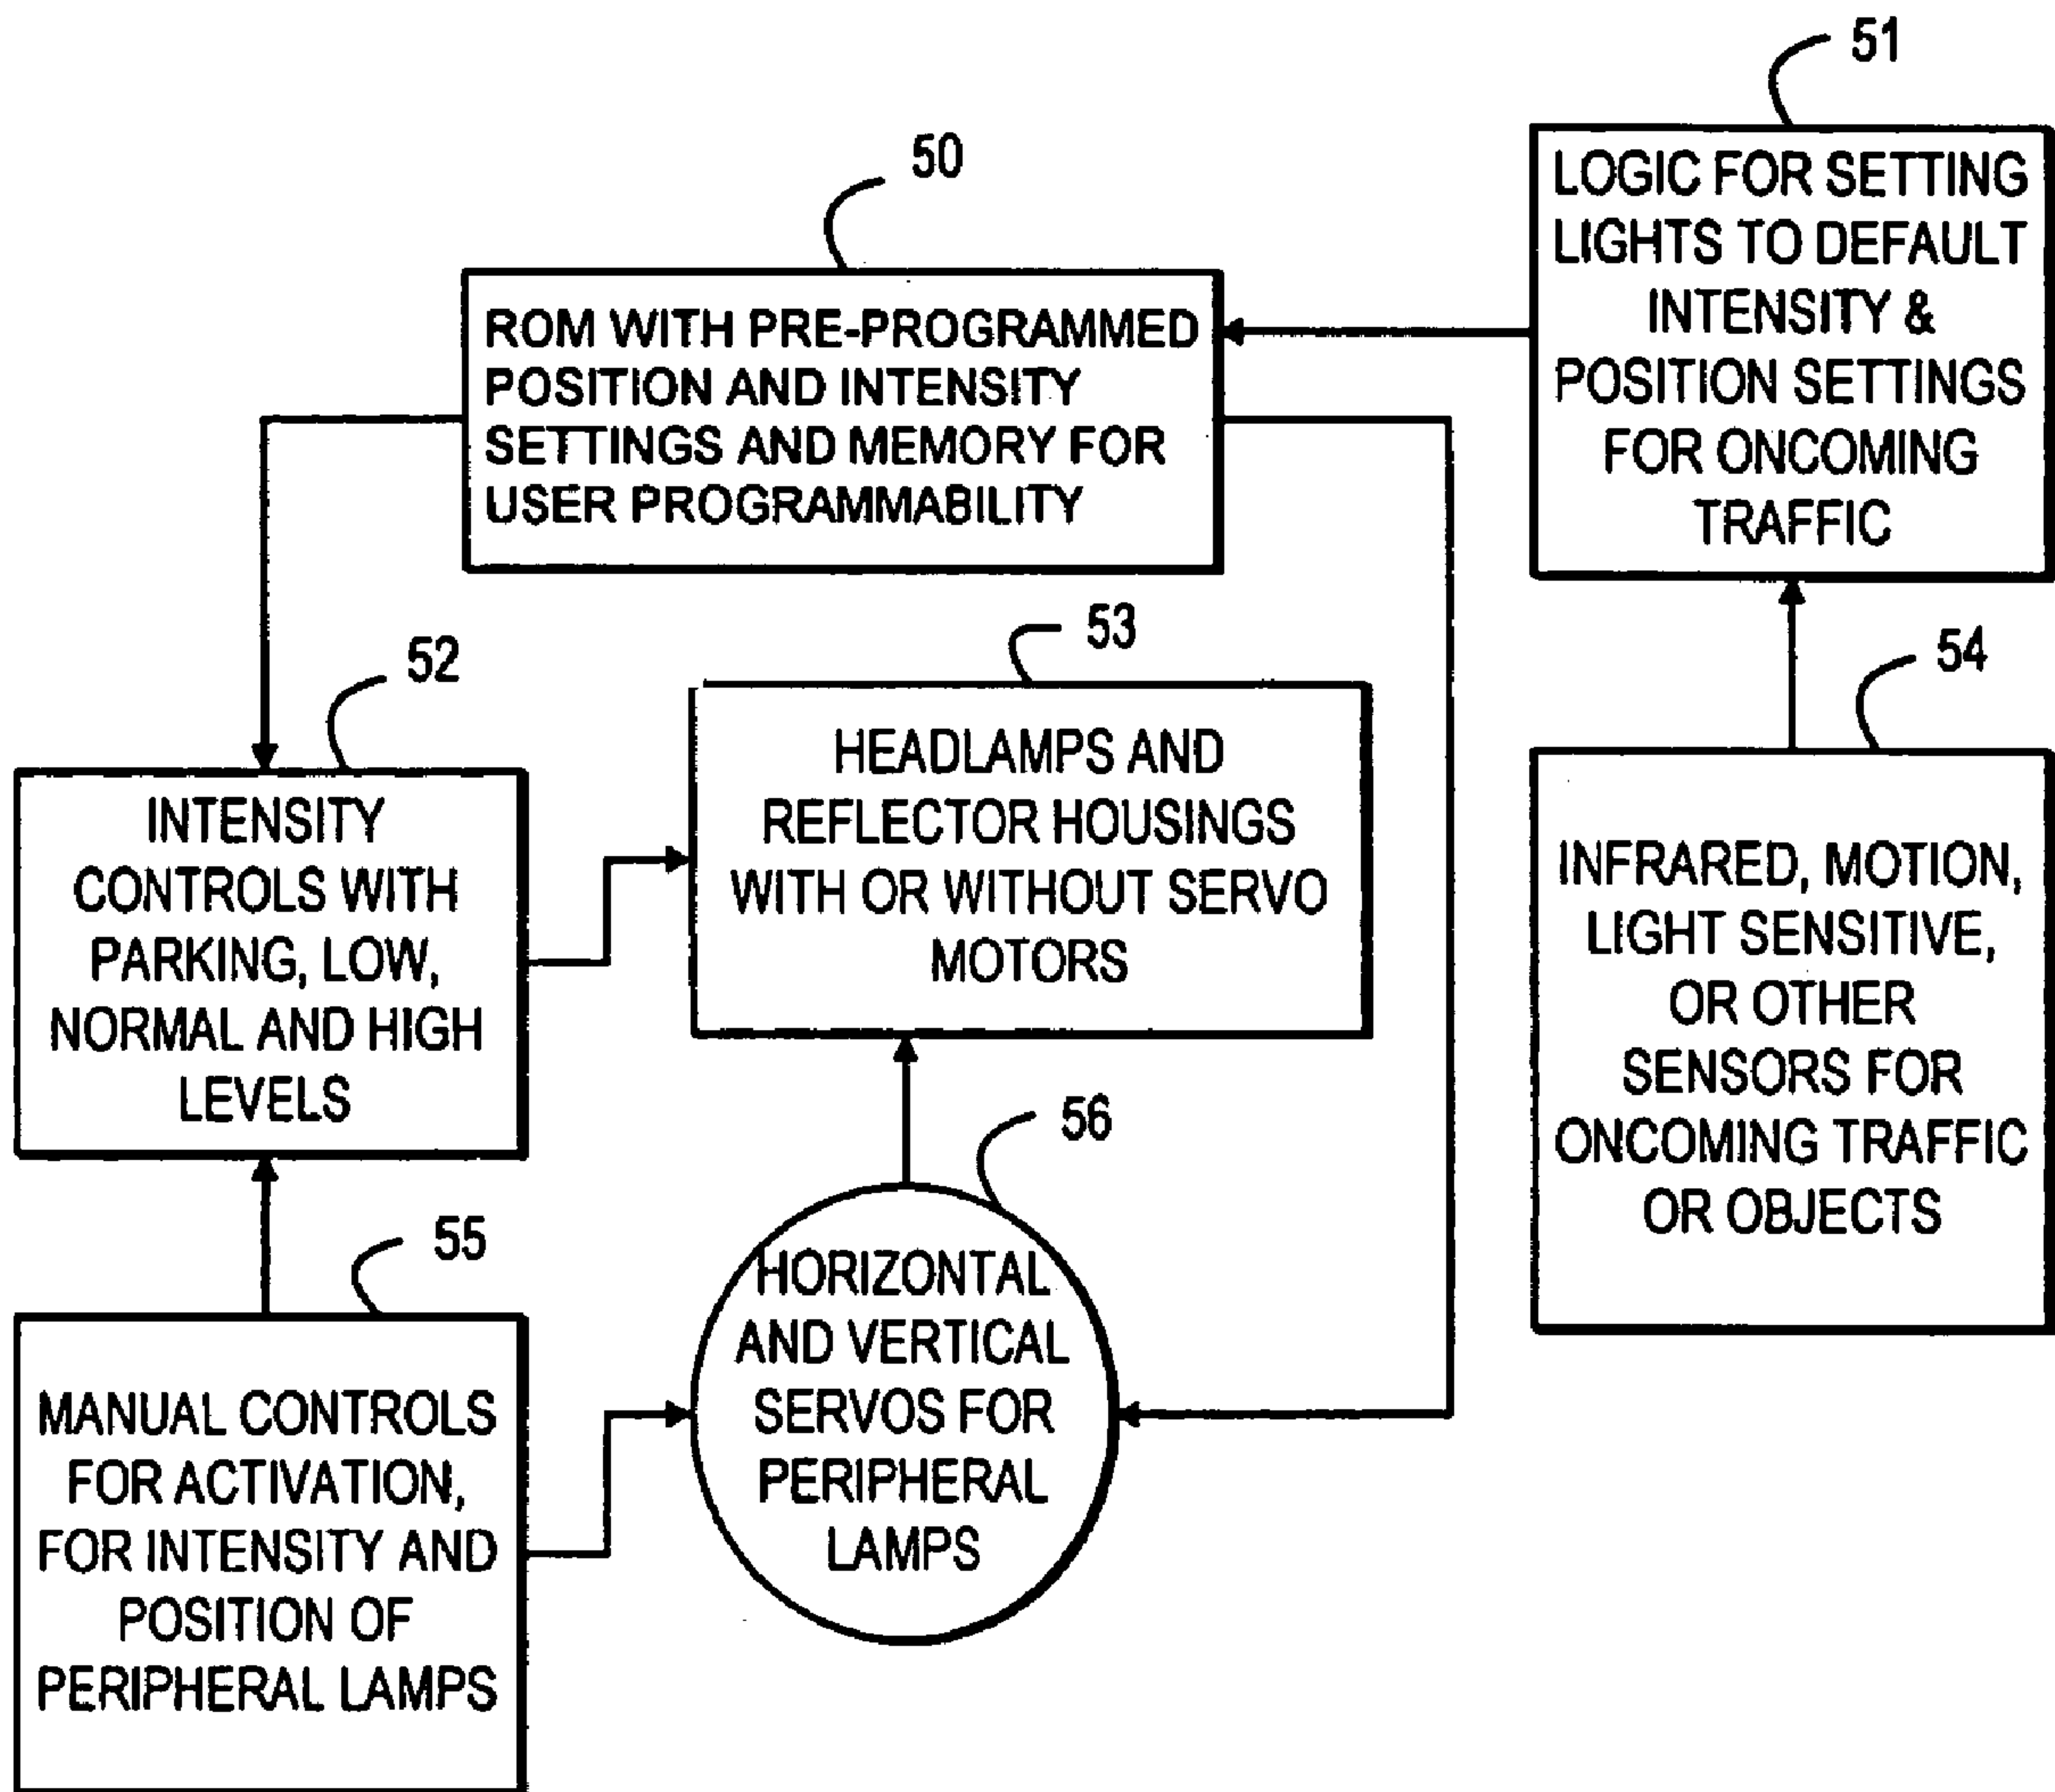 51
LOGIC FOR SETTING
LIGHTS TO DEFAULT
INTENSITY &
POSITION SETTINGS
FOR ONCOMING
TRAFFIC
50
ROM WITH PRE-PROGRAMMED
POSITION AND INTENSITY
SETTINGS AND MEMORY FOR
USER PROGRAMMABILITY
52
INTENSITY
CONTROLS WITH
PARKING, LOW,
NORMAL AND HIGH
LEVELS
53
HEADLAMPS AND
REFLECTOR HOUSINGS
WITH OR WITHOUT SERVO
MOTORS
54
INFRARED, MOTION,
LIGHT SENSITIVE,
OR OTHER
SENSORS FOR
ONCOMING TRAFFIC
OR OBJECTS
55
MANUAL CONTROLS
FOR ACTIVATION,
FOR INTENSITY AND
POSITION OF
PERIPHERAL LAMPS
56
HORIZONTAL
AND VERTICAL
SERVOS FOR
PERIPHERAL
LAMPS